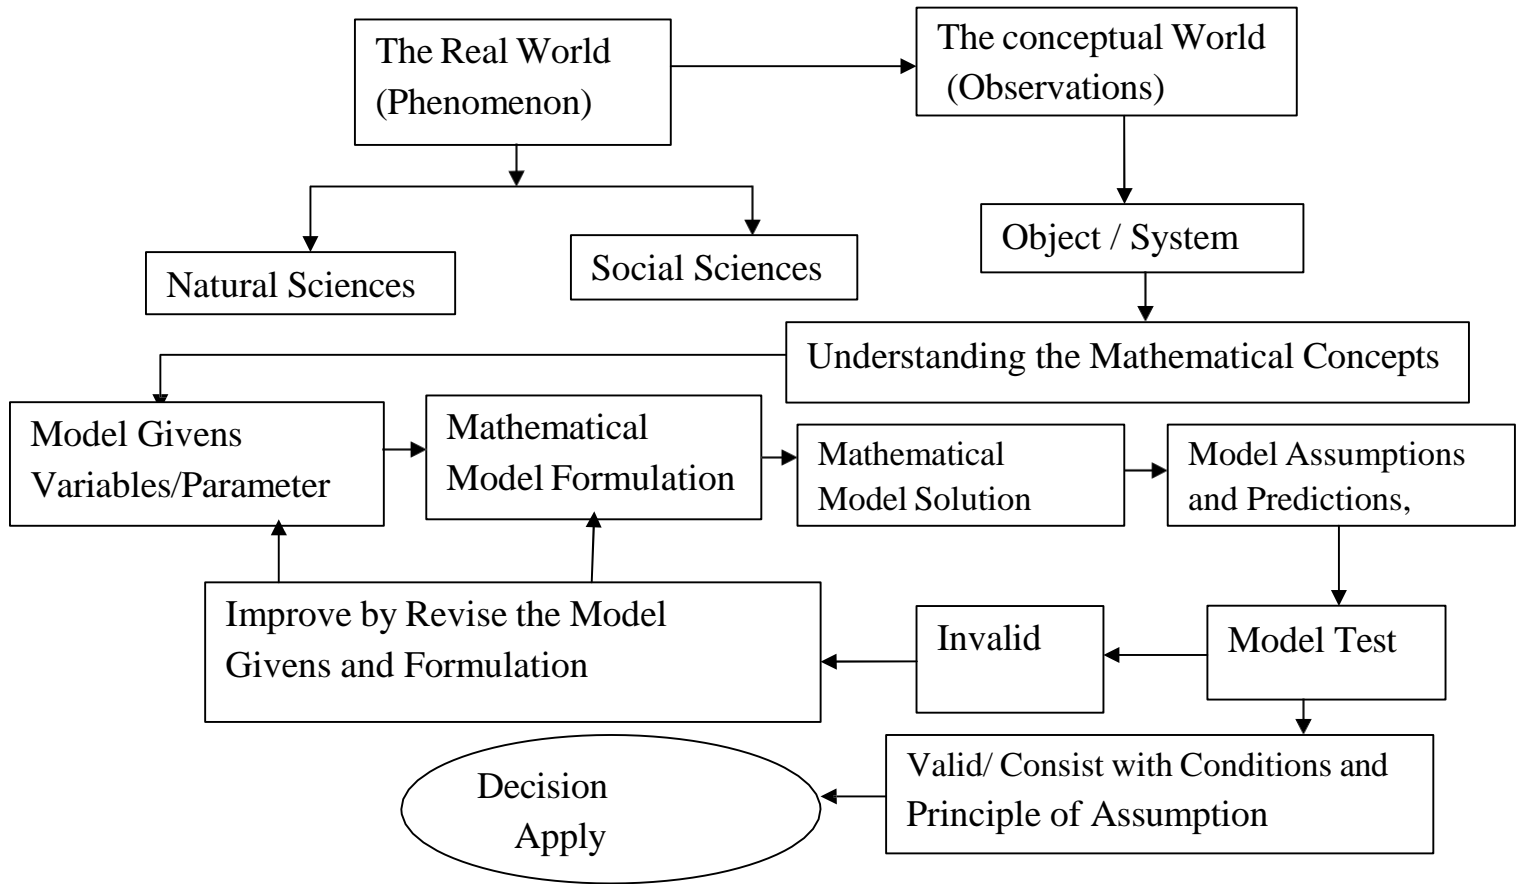 The Real World
(Phenomenon)
The conceptual World
(Observations)
Natural Sciences
Social Sciences
Object / System
Understanding the Mathematical Concepts
Model Givens
Variables/Parameter
Mathematical
Model Formulation
Mathematical
Model Solution
Model Assumptions
and Predictions,
Improve by Revise the Model
Givens and Formulation
Invalid
Model Test
Decision
Apply
Valid/ Consist with Conditions and
Principle of Assumption